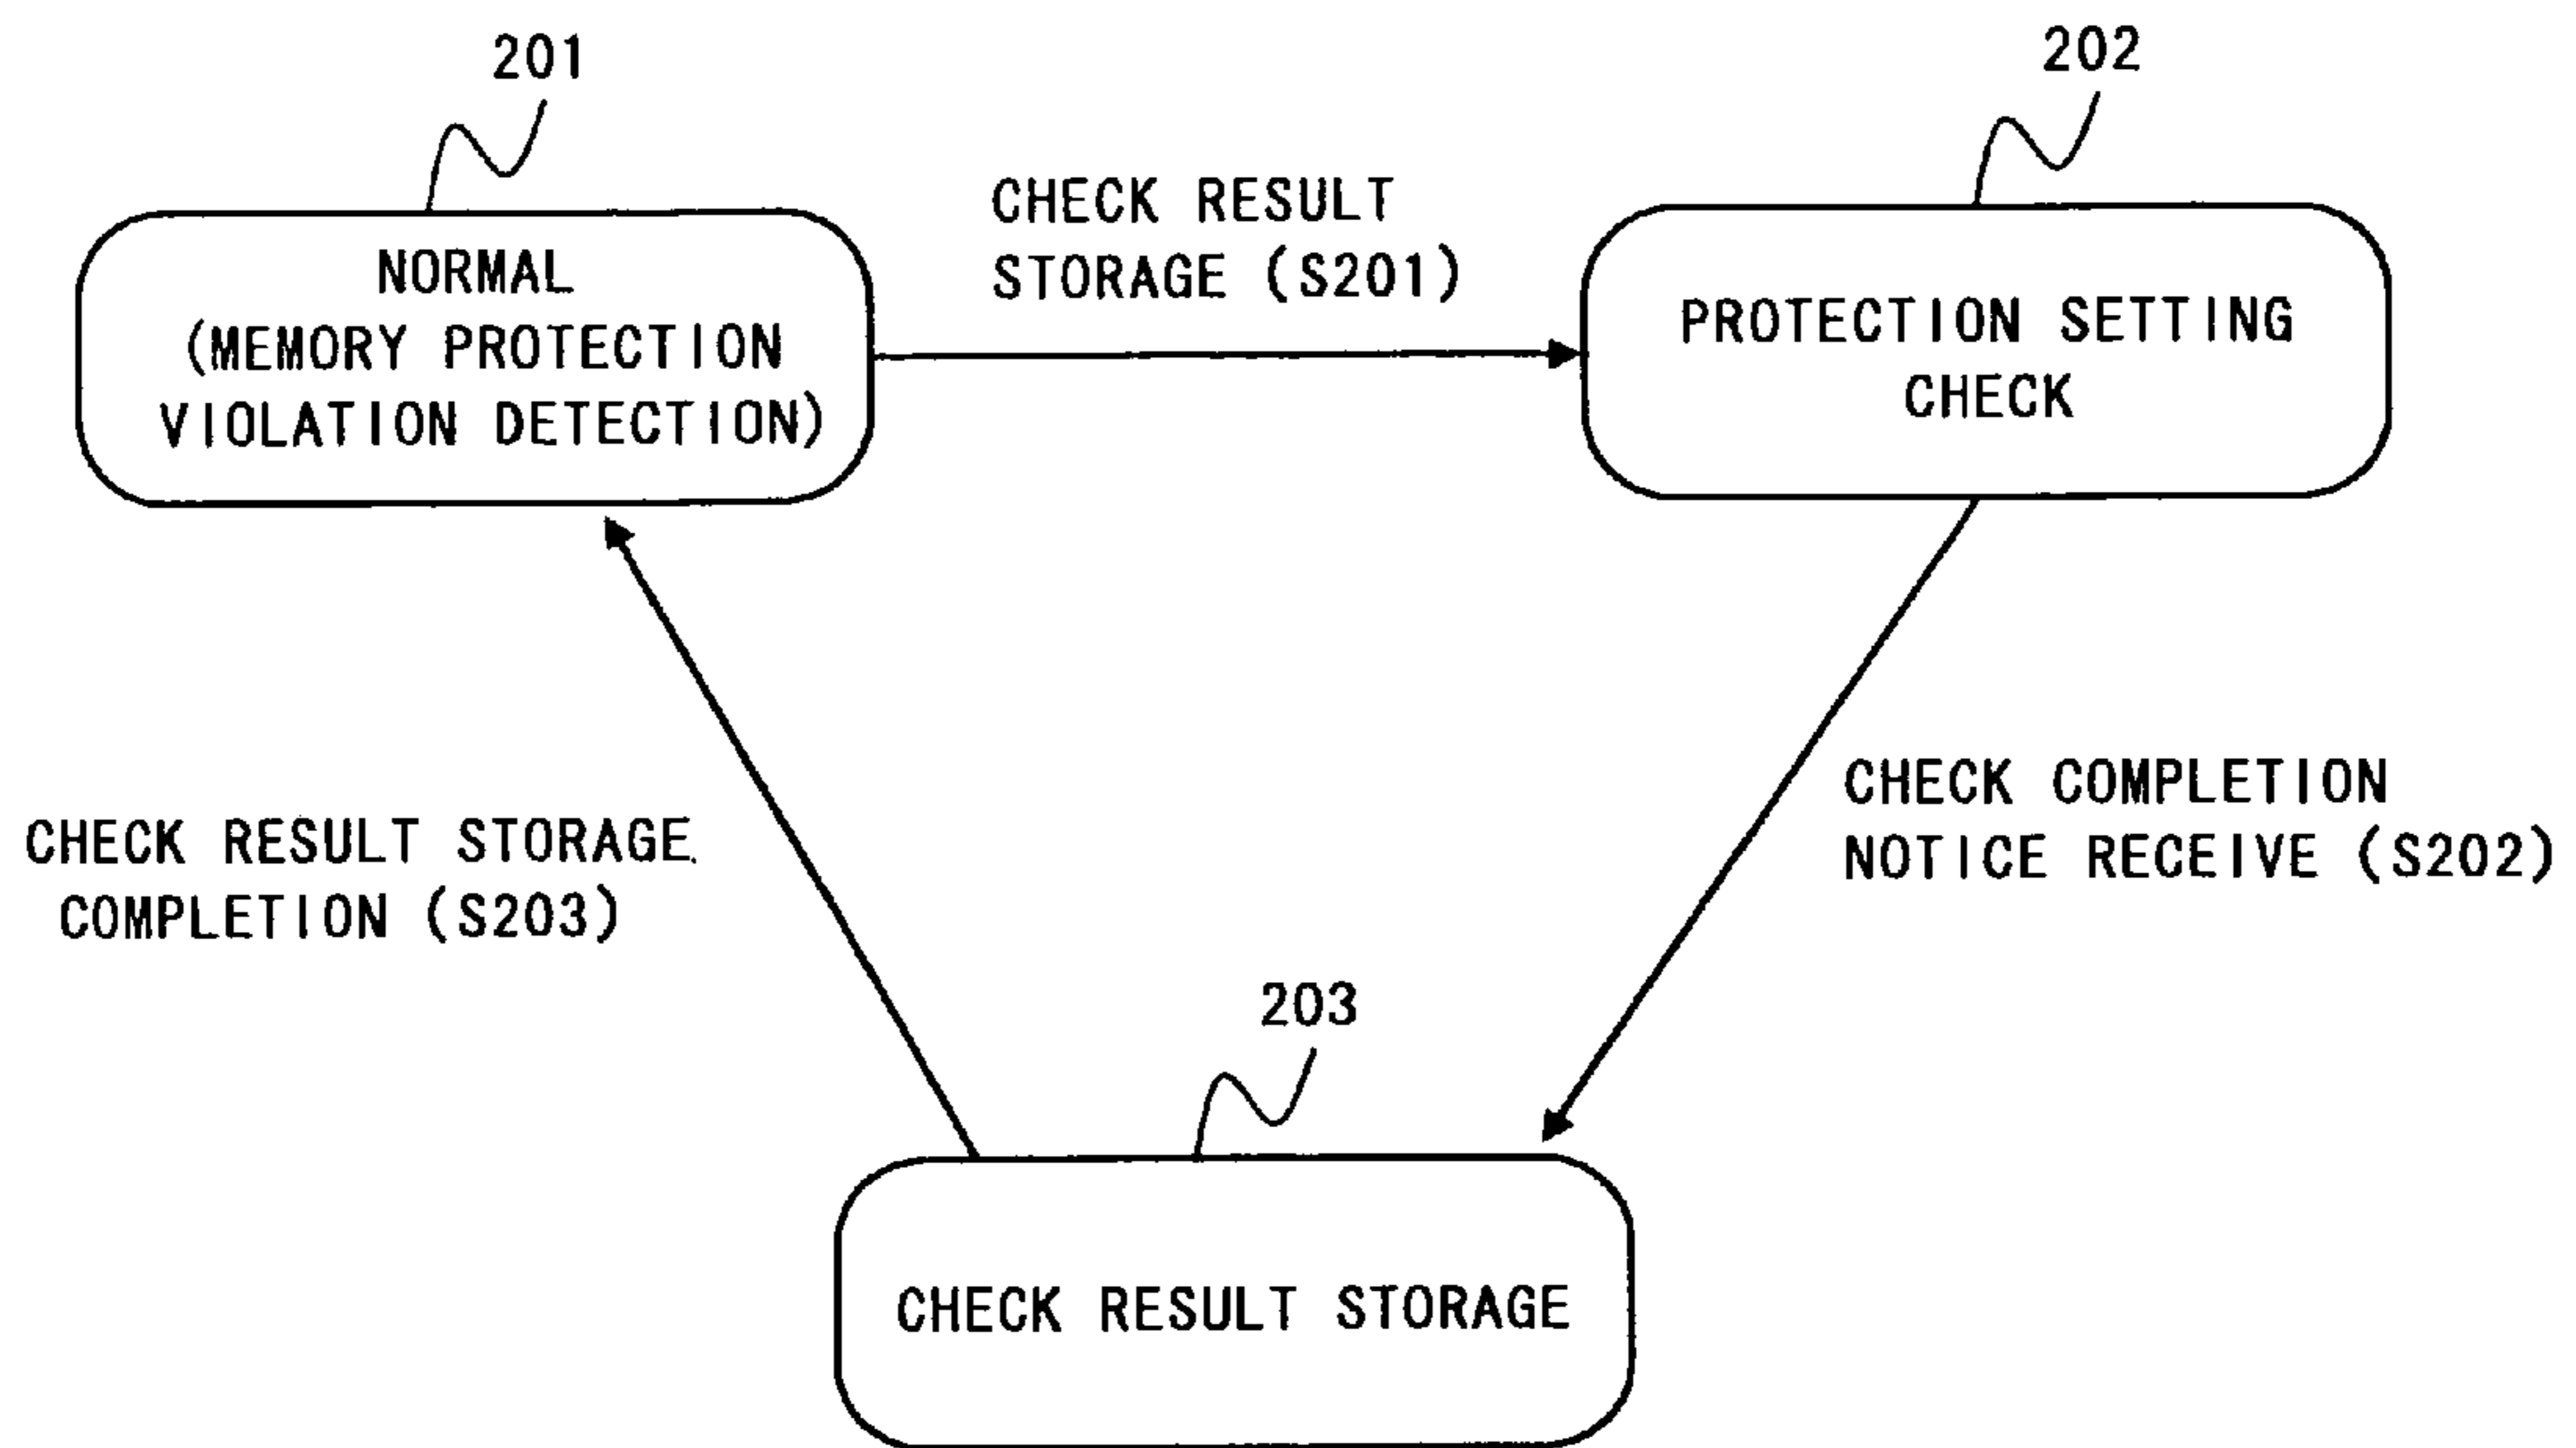 201
202
NORMAL
(MEMORY PROTECTION
VIOLATION DETECTION)
CHECK RESULT
STORAGE (S201)
PROTECTION SETTING
CHECK
CHECK RESULT STORAGE
COMPLETION (S203)
CHECK COMPLETION
NOTICE RECEIVE (S202)
203
CHECK RESULT STORAGE